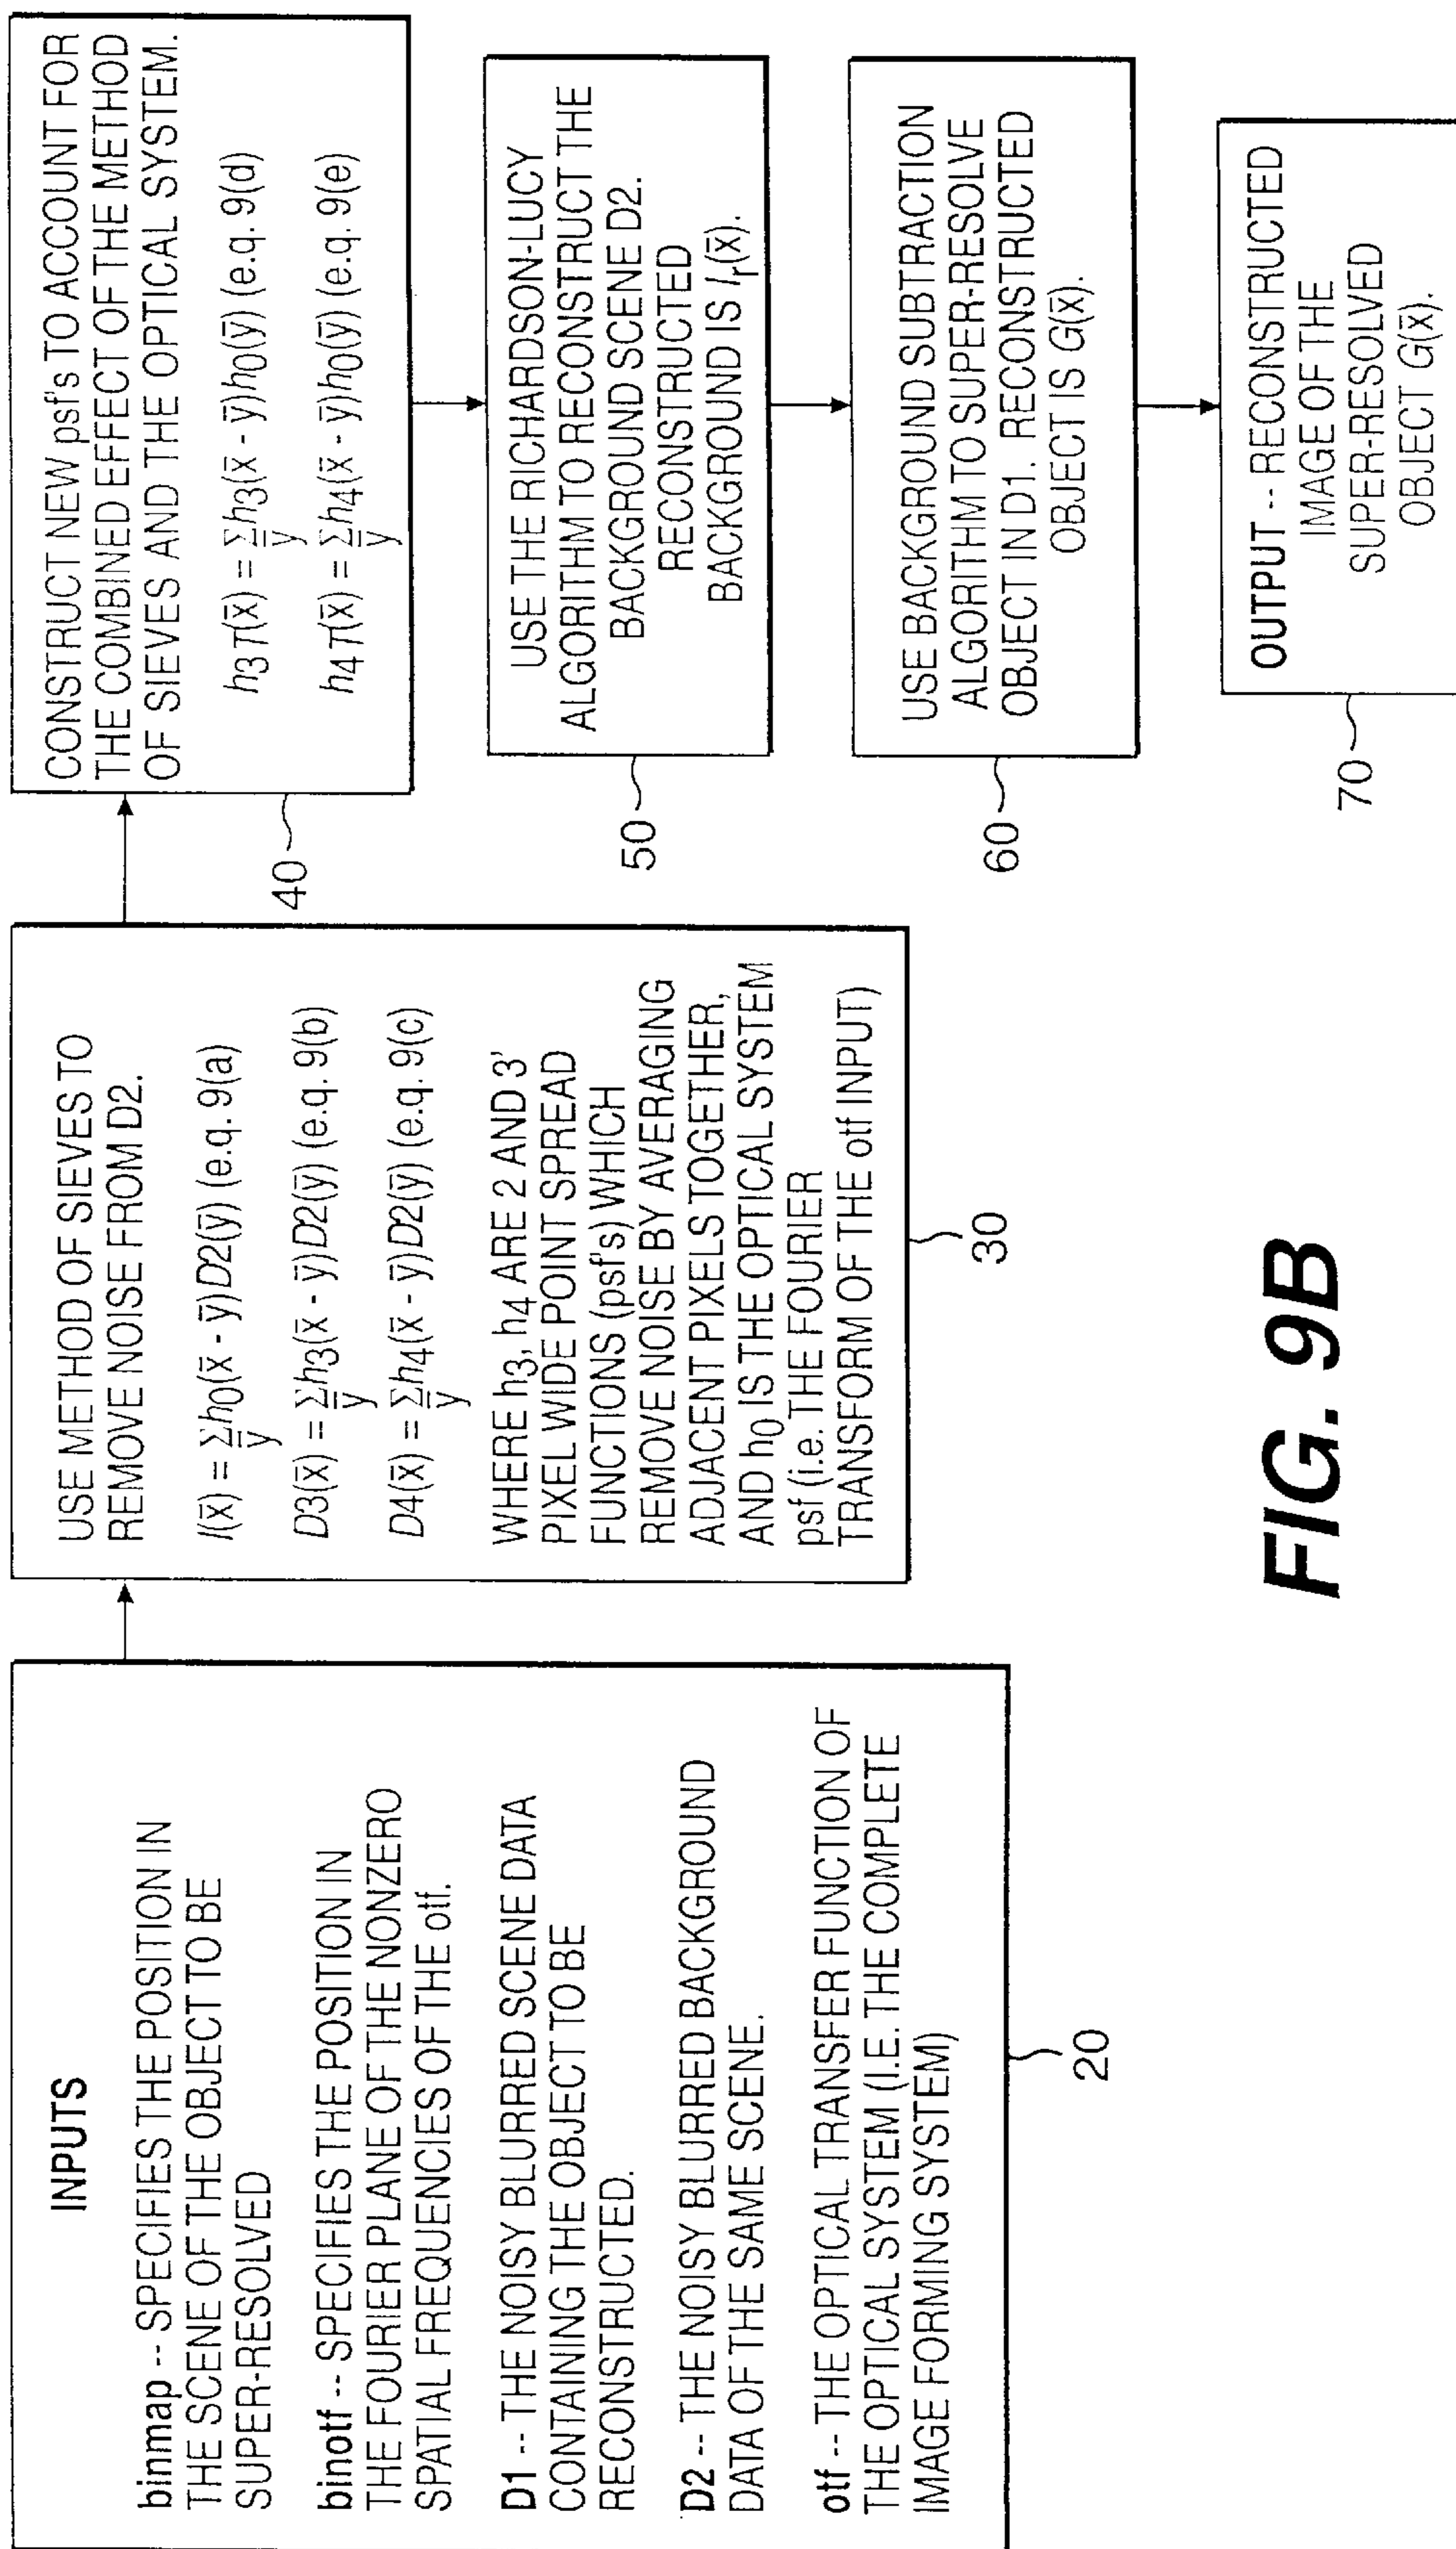 INPUTS
binmap -- SPECIFIES THE POSITION IN
THE SCENE OF THE OBJECT TO BE
SUPER-RESOLVED
binotf -- SPECIFIES THE POSITION IN
THE FOURIER PLANE OF THE NONZERO
SPATIAL FREQUENCIES OF THE otf.
D1 -- THE NOISY BLURRED SCENE DATA
CONTAINING THE OBJECT TO BE
RECONSTRUCTED.
D2 -- THE NOISY BLURRED BACKGROUND
DATA OF THE SAME SCENE.
otf -- THE OPTICAL TRANSFER FUNCTION OF
THE OPTICAL SYSTEM (I.E. THE COMPLETE
IMAGE FORMING SYSTEM)
20
USE METHOD OF SIEVES TO
REMOVE NOISE FROM D2.
I(x̄) = Σ_ȳ h₀(x̄ - ȳ)D2(ȳ) (e.q. 9(a)
D3(x̄) = Σ_ȳ h₃(x̄ - ȳ)D2(ȳ) (e.q. 9(b)
D4(x̄) = Σ_ȳ h₄(x̄ - ȳ)D2(ȳ) (e.q. 9(c)
WHERE h₃, h₄ ARE 2 AND 3'
PIXEL WIDE POINT SPREAD
FUNCTIONS (psf's) WHICH
REMOVE NOISE BY AVERAGING
ADJACENT PIXELS TOGETHER,
AND h₀ IS THE OPTICAL SYSTEM
psf (i.e. THE FOURIER
TRANSFORM OF THE otf INPUT)
30
CONSTRUCT NEW psf's TO ACCOUNT FOR
THE COMBINED EFFECT OF THE METHOD
OF SIEVES AND THE OPTICAL SYSTEM.
h₃T(x̄) = Σ_ȳ h₃(x̄ - ȳ)h₀(ȳ) (e.q. 9(d)
h₄T(x̄) = Σ_ȳ h₄(x̄ - ȳ)h₀(ȳ) (e.q. 9(e)
40
USE THE RICHARDSON-LUCY
ALGORITHM TO RECONSTRUCT THE
BACKGROUND SCENE D2.
RECONSTRUCTED
BACKGROUND IS Iᵣ(x̄).
50
USE BACKGROUND SUBTRACTION
ALGORITHM TO SUPER-RESOLVE
OBJECT IN D1. RECONSTRUCTED
OBJECT IS G(x̄).
60
OUTPUT -- RECONSTRUCTED
IMAGE OF THE
SUPER-RESOLVED
OBJECT G(x̄).
70
FIG. 9B